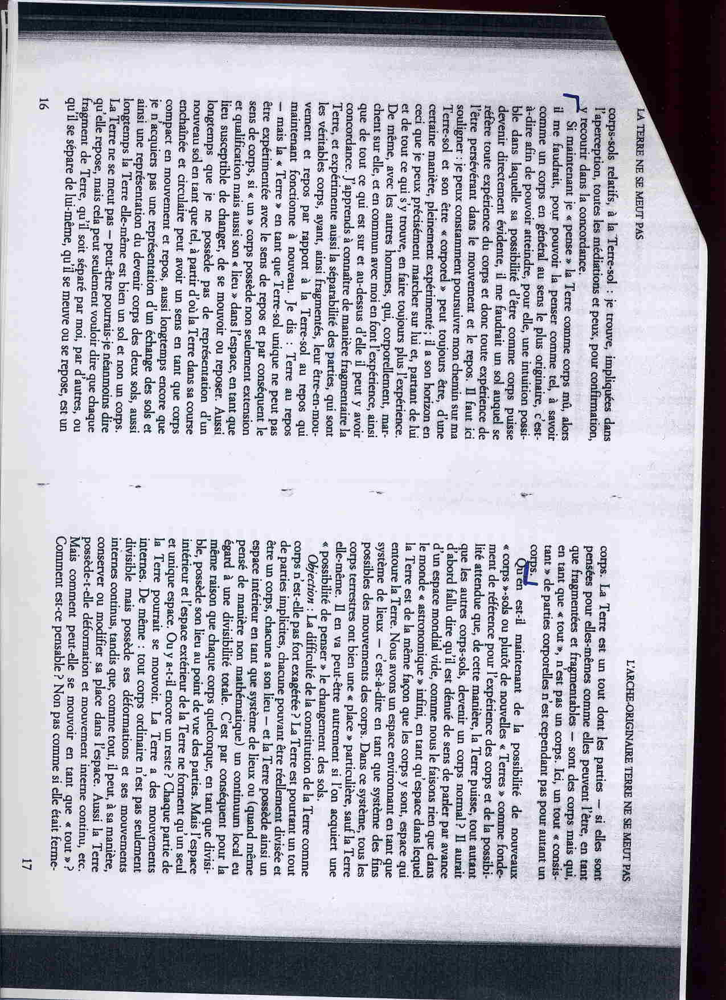 LA TERRE NE SE MEUT PAS
corps-sols relatifs, à la Terre-sol : je trouve, impliquées dans
l'aperception, toutes les médiations et peux, pour confirmation,
y recourir dans la concordance.
Si maintenant je « pense » la Terre comme corps mû, alors
il me faudrait, pour pouvoir la penser comme tel, à savoir
comme un corps en général au sens le plus originaire, c'est-
à-dire afin de pouvoir atteindre, pour elle, une intuition possi-
ble dans laquelle sa possibilité d'être comme corps puisse
devenir directement évidente, il me faudrait un sol auquel se
réfère toute expérience du corps et donc toute expérience de
l'être persévérant dans le mouvement et le repos. Il faut ici
souligner : je peux constamment poursuivre mon chemin sur ma
Terre-sol et son être « corporel » peut toujours être, d'une
certaine manière, pleinement expérimenté ; il a son horizon en
ceci que je peux précisément marcher sur lui et, partant de lui
et de tout ce qui s'y trouve, en faire toujours plus l'expérience.
De même, avec les autres hommes, qui, corporellement, mar-
chent sur elle, et en commun avec moi en font l'expérience, ainsi
que de tout ce qui est sur et au-dessus d'elle il peut y avoir
concordance. J'apprends à connaître de manière fragmentaire la
Terre, et expérimente aussi la séparabilité des parties, qui sont
les véritables corps, ayant, ainsi fragmentés, leur être-en-mou-
vement et repos par rapport à la Terre-sol au repos qui
maintenant fonctionne à nouveau. Je dis : Terre au repos
— mais la « Terre » en tant que Terre-sol unique ne peut pas
être expérimentée avec le sens de repos et par conséquent le
sens de corps, si « un » corps possède non seulement extension
et qualification mais aussi son « lieu » dans l'espace, en tant que
lieu susceptible de changer, de se mouvoir ou reposer. Aussi
longtemps que je ne possède pas de représentation d'un
nouveau sol en tant que tel, à partir d'où la Terre dans sa course
enchaînée et circulaire peut avoir un sens en tant que corps
compact en mouvement et repos, aussi longtemps encore que
je n'acquiers pas une représentation d'un échange des sols et
ainsi une représentation du devenir corps des deux sols, aussi
longtemps la Terre elle-même est bien un sol et non un corps.
La Terre ne se meut pas — peut-être pourrais-je néanmoins dire
qu'elle repose, mais cela peut seulement vouloir dire que chaque
fragment de Terre, qu'il soit séparé par moi, par d'autres, ou
qu'il se sépare de lui-même, qu'il se meuve ou se repose, est un
16
L'ARCHE-ORIGINAIRE TERRE NE SE MEUT PAS
corps. La Terre est un tout dont les parties — si elles sont
pensées pour elles-mêmes comme elles peuvent l'être, en tant
que fragmentées et fragmentables — sont des corps mais qui,
en tant que « tout », n'est pas un corps. Ici, un tout « consis-
tant » de parties corporelles n'est cependant pas pour autant un
corps.
Qu'en est-il maintenant de la possibilité de nouveaux
« corps »-sols ou plutôt de nouvelles « Terres » comme fonde-
ment de référence pour l'expérience des corps et de la possibi-
lité attendue que, de cette manière, la Terre puisse, tout autant
que les autres corps-sols, devenir un corps normal ? Il aurait
d'abord fallu dire qu'il est dénué de sens de parler par avance
d'un espace mondial vide, comme nous le faisons rien que dans
le monde « astronomique » infini, en tant qu'espace dans lequel
la Terre est de la même façon que les corps y sont, espace qui
entoure la Terre. Nous avons un espace environnant en tant que
système de lieux — c'est-à-dire en tant que système des fins
possibles des mouvements des corps. Dans ce système, tous les
corps terrestres ont bien une « place » particulière, sauf la Terre
elle-même. Il en va peut-être autrement si l'on acquiert une
« possibilité de penser » le changement des sols.
Objection : La difficulté de la constitution de la Terre comme
corps n'est-elle pas fort exagérée ? La Terre est pourtant un tout
de parties implicites, chacune pouvant être réellement divisée et
être un corps, chacune a son lieu — et la Terre possède ainsi un
espace intérieur en tant que système de lieux ou (quand même
pensé de manière non mathématique) un continuum local eu
égard à une divisibilité totale. C'est par conséquent pour la
même raison que chaque corps quelconque, en tant que divisi-
ble, possède son lieu au point de vue des parties. Mais l'espace
intérieur et l'espace extérieur de la Terre ne forment qu'un seul
et unique espace. Ou y a-t-il encore un reste ? Chaque partie de
la Terre pourrait se mouvoir. La Terre a des mouvements
internes. De même : tout corps ordinaire n'est pas seulement
divisible mais possède ses déformations et ses mouvements
internes continus, tandis que, comme tout, il peut, à sa manière,
conserver ou modifier sa place dans l'espace. Aussi la Terre
possède-t-elle déformation et mouvement interne continu, etc.
Mais comment peut-elle se mouvoir en tant que « tout » ?
Comment est-ce pensable ? Non pas comme si elle était ferme-
17